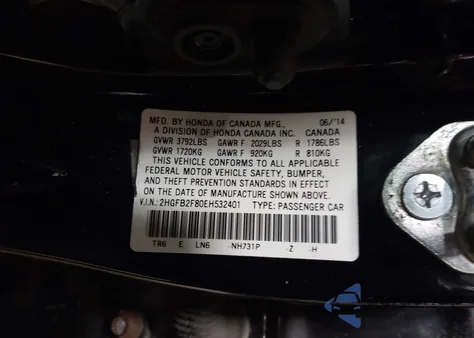 MFD. BY HONDA OF CANADA MFG., 06/14
A DIVISION OF HONDA CANADA INC. CANADA
GVWR 3792LBS GAWR F 2029LBS R 1786LBS
GVWR 1720KG GAWR F 920KG R 810KG
THIS VEHICLE CONFORMS TO ALL APPLICABLE
FEDERAL MOTOR VEHICLE SAFETY, BUMPER,
AND THEFT PREVENTION STANDARDS IN EFFECT
ON THE DATE OF MANUFACTURE SHOWN ABOVE.
V.I.N.: 2HGFB2F80EH532401 TYPE: PASSENGER CAR
TR6 E LN6 -NH731P -Z -H